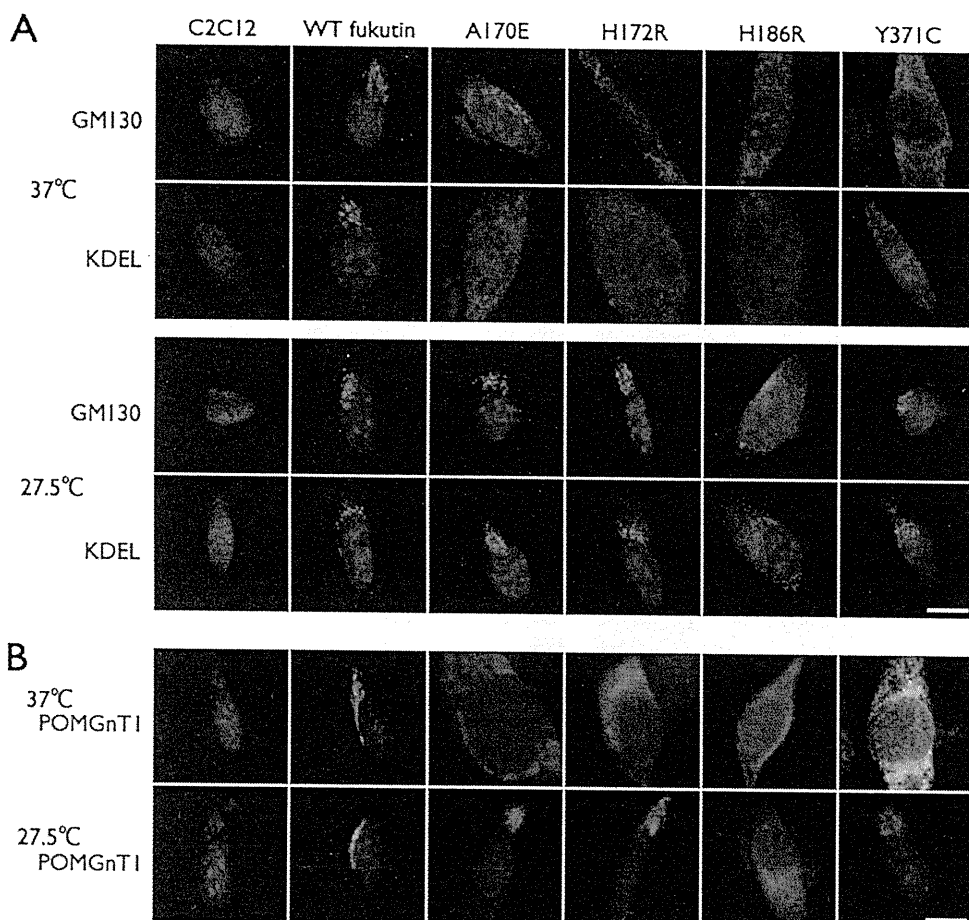 A
C2C12 WT fukutin A170E H172R H186R Y371C
GM130
37°C
KDEL
GM130
27.5°C
KDEL
B
37°C
POMGnT1
27.5°C
POMGnT1